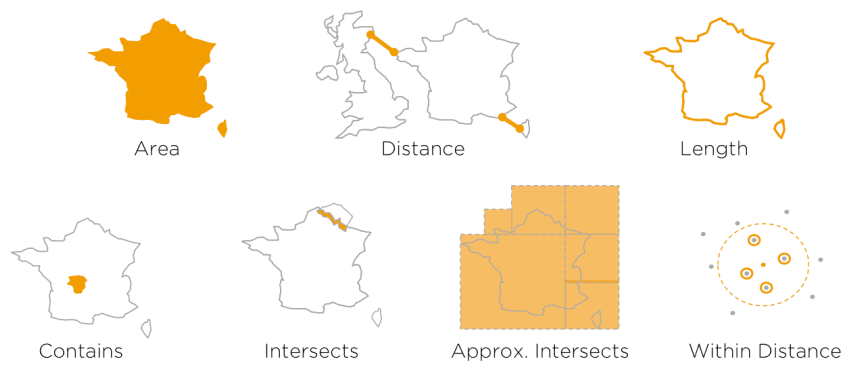 Area
Distance
Length
Contains
Intersects
Approx. Intersects
Within Distance